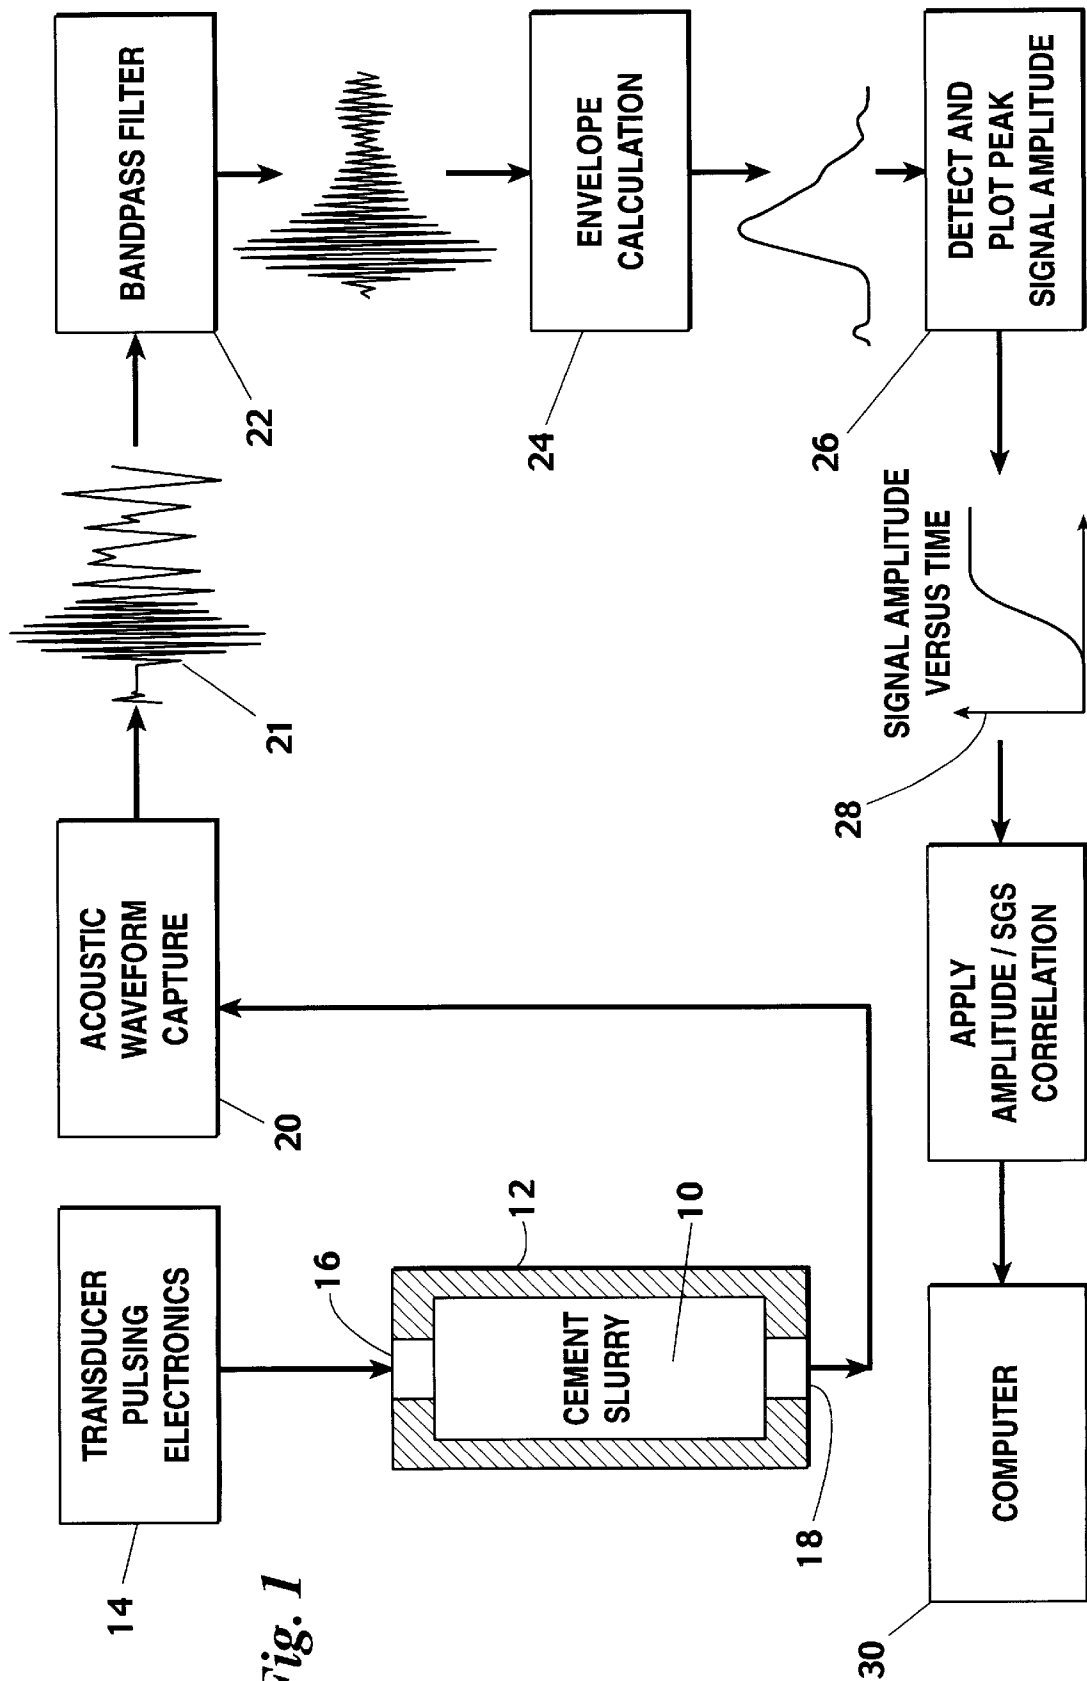 TRANSDUCER
PULSING
ELECTRONICS
14
ACOUSTIC
WAVEFORM
CAPTURE
20
21
BANDPASS FILTER
22
16
12
CEMENT
SLURRY
10
18
ENVELOPE
CALCULATION
24
DETECT AND
PLOT PEAK
SIGNAL AMPLITUDE
26
SIGNAL AMPLITUDE
VERSUS TIME
28
APPLY
AMPLITUDE / SGS
CORRELATION
COMPUTER
30
Fig. 1